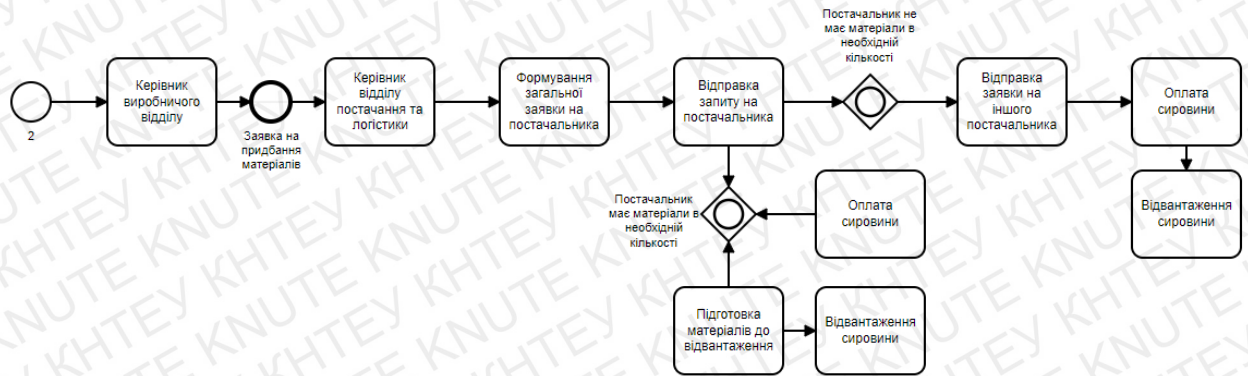 2
Керівник
виробничого
відділу
Заявка на
придбання
матеріалів
Керівник
відділу
постачання та
логістики
Формування
загальної
заявки на
постачальника
Відправка
запиту на
постачальника
Постачальник не
має матеріали в
необхідній
кількості
Відправка
заявки на
іншого
постачальника
Оплата
сировини
Відвантаження
сировини
Постачальник
має матеріали в
необхідній
кількості
Оплата
сировини
Підготовка
матеріалів до
відвантаження
Відвантаження
сировини
KNUTE КНТЕУ